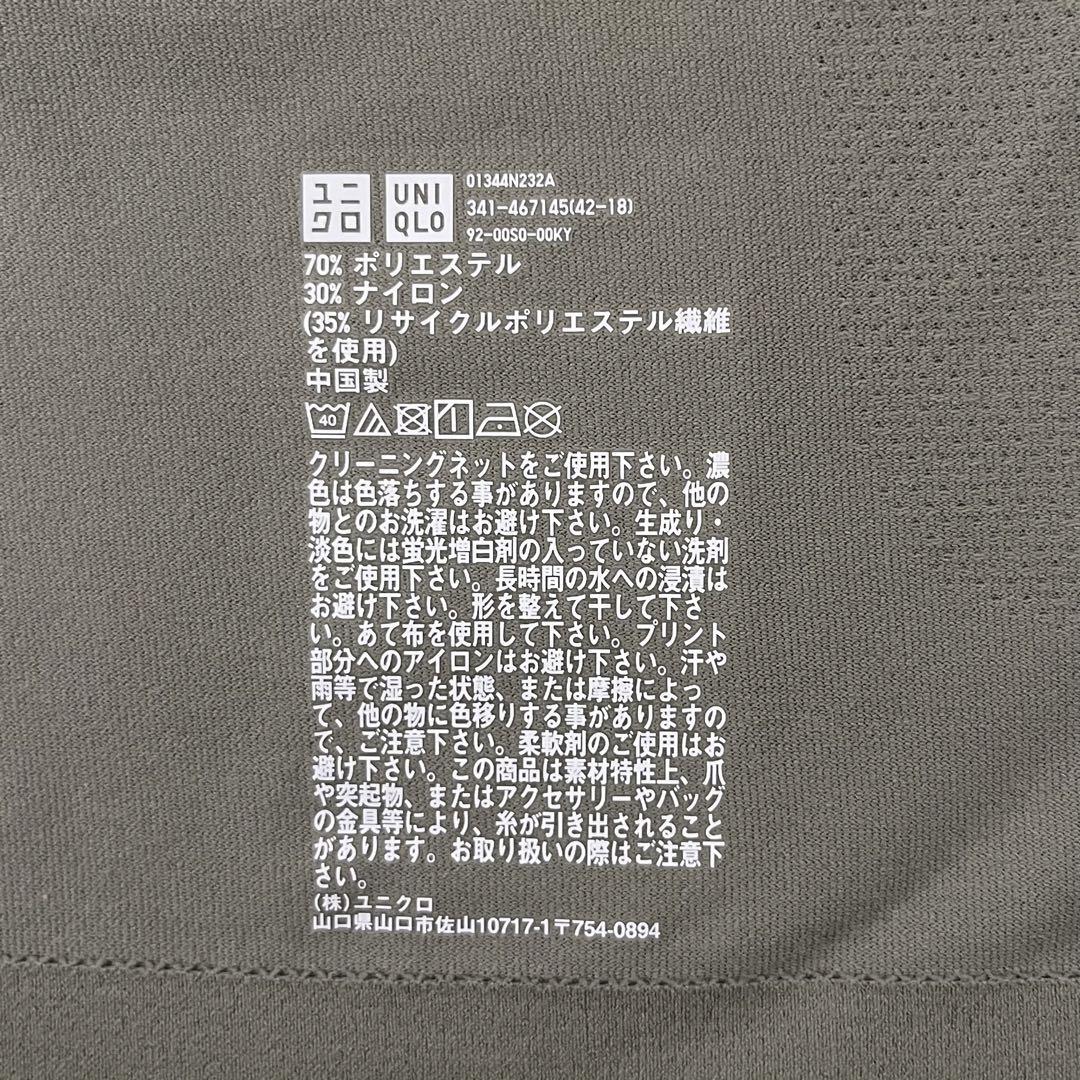 ユニクロ
UNIQLO
01344N232A
341-467145(42-18)
92-00S0-00KY
70% ポリエステル
30% ナイロン
(35% リサイクルポリエステル繊維
を使用)
中国製
40
クリーニングネットをご使用下さい。濃
色は色落ちする事がありますので、他の
物とのお洗濯はお避け下さい。生成り・
淡色には蛍光増白剤の入っていない洗剤
をご使用下さい。長時間の水への浸漬は
お避け下さい。形を整えて干して下さ
い。あて布を使用して下さい。プリント
部分へのアイロンはお避け下さい。汗や
雨等で湿った状態、または摩擦によっ
て、他の物に色移りする事がありますの
で、ご注意下さい。柔軟剤のご使用はお
避け下さい。この商品は素材特性上、爪
や突起物、またはアクセサリーやバッグ
の金具等により、糸が引き出されること
があります。お取り扱いの際はご注意下
さい。
(株)ユニクロ
山口県山口市佐山10717-1〒754-0894